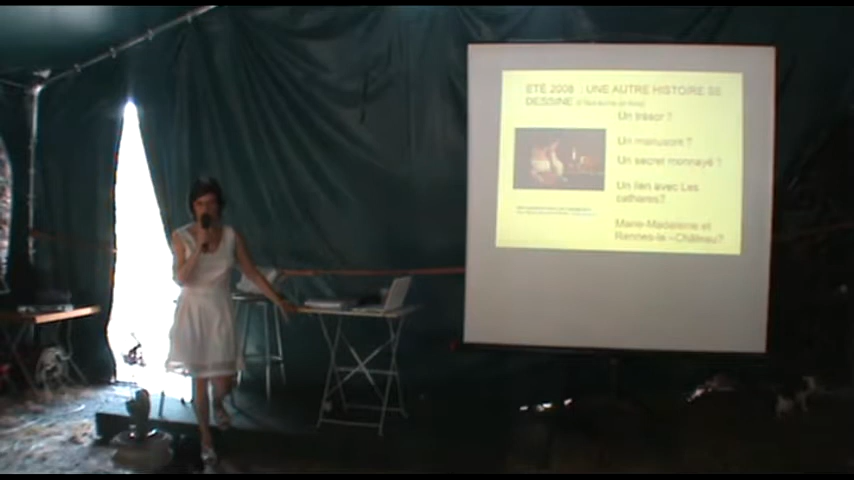 ETE 2008 : UNE AUTRE HISTOIRE SE
DESSINE
Un trésor ?
Un manuscrit ?
Un secret monnayé ?
Un lien avec Les
cathares?
Marie-Madeleine et
Rennes-le –Château?